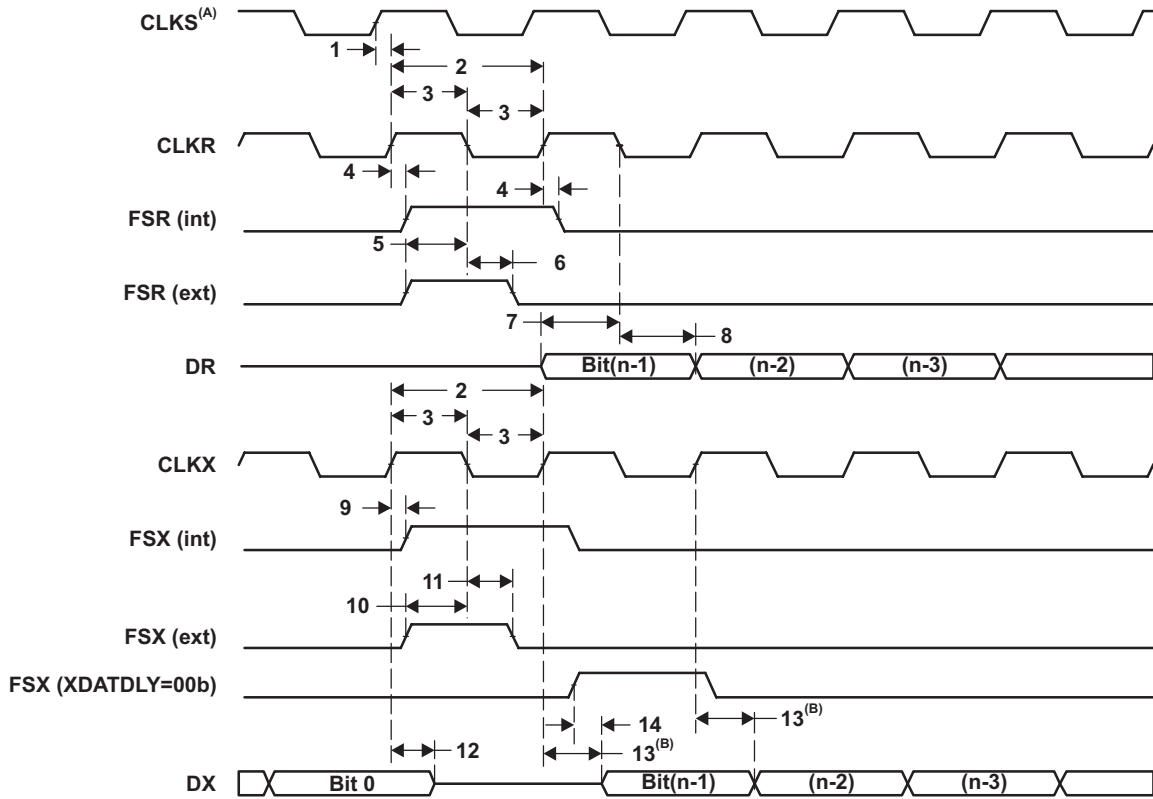 CLKS(A)
1
2
3
3
CLKR
4
4
FSR (int)
5
6
FSR (ext)
7
8
DR Bit(n-1) (n-2) (n-3)
2
3
3
CLKX
9
FSX (int)
11
10
FSX (ext)
FSX (XDATDLY=00b)
14
13(B)
12
13(B)
DX Bit 0 Bit(n-1) (n-2) (n-3)